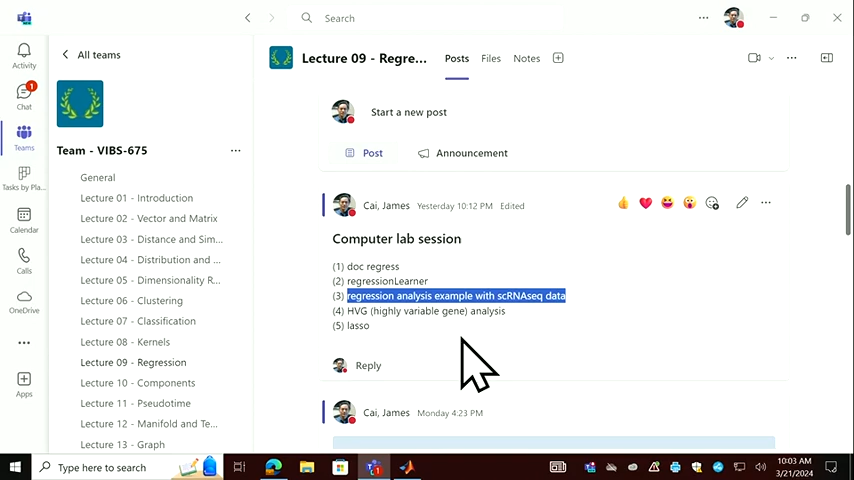 Search
Activity
Chat
1
Teams
Tasks by Pla...
Calendar
Calls
OneDrive
Apps
All teams
Team - VIBS-675
General
Lecture 01 - Introduction
Lecture 02 - Vector and Matrix
Lecture 03 - Distance and Sim...
Lecture 04 - Distribution and ...
Lecture 05 - Dimensionality R...
Lecture 06 - Clustering
Lecture 07 - Classification
Lecture 08 - Kernels
Lecture 09 - Regression
Lecture 10 - Components
Lecture 11 - Pseudotime
Lecture 12 - Manifold and Te...
Lecture 13 - Graph
Lecture 09 - Regre...
Posts
Files
Notes
Start a new post
Post
Announcement
Cai, James Yesterday 10:12 PM Edited
Computer lab session
(1) doc regress
(2) regressionLearner
(3) regression analysis example with scRNAseq data
(4) HVG (highly variable gene) analysis
(5) lasso
Reply
Cai, James Monday 4:23 PM
Type here to search
1
10:03 AM
3/21/2024